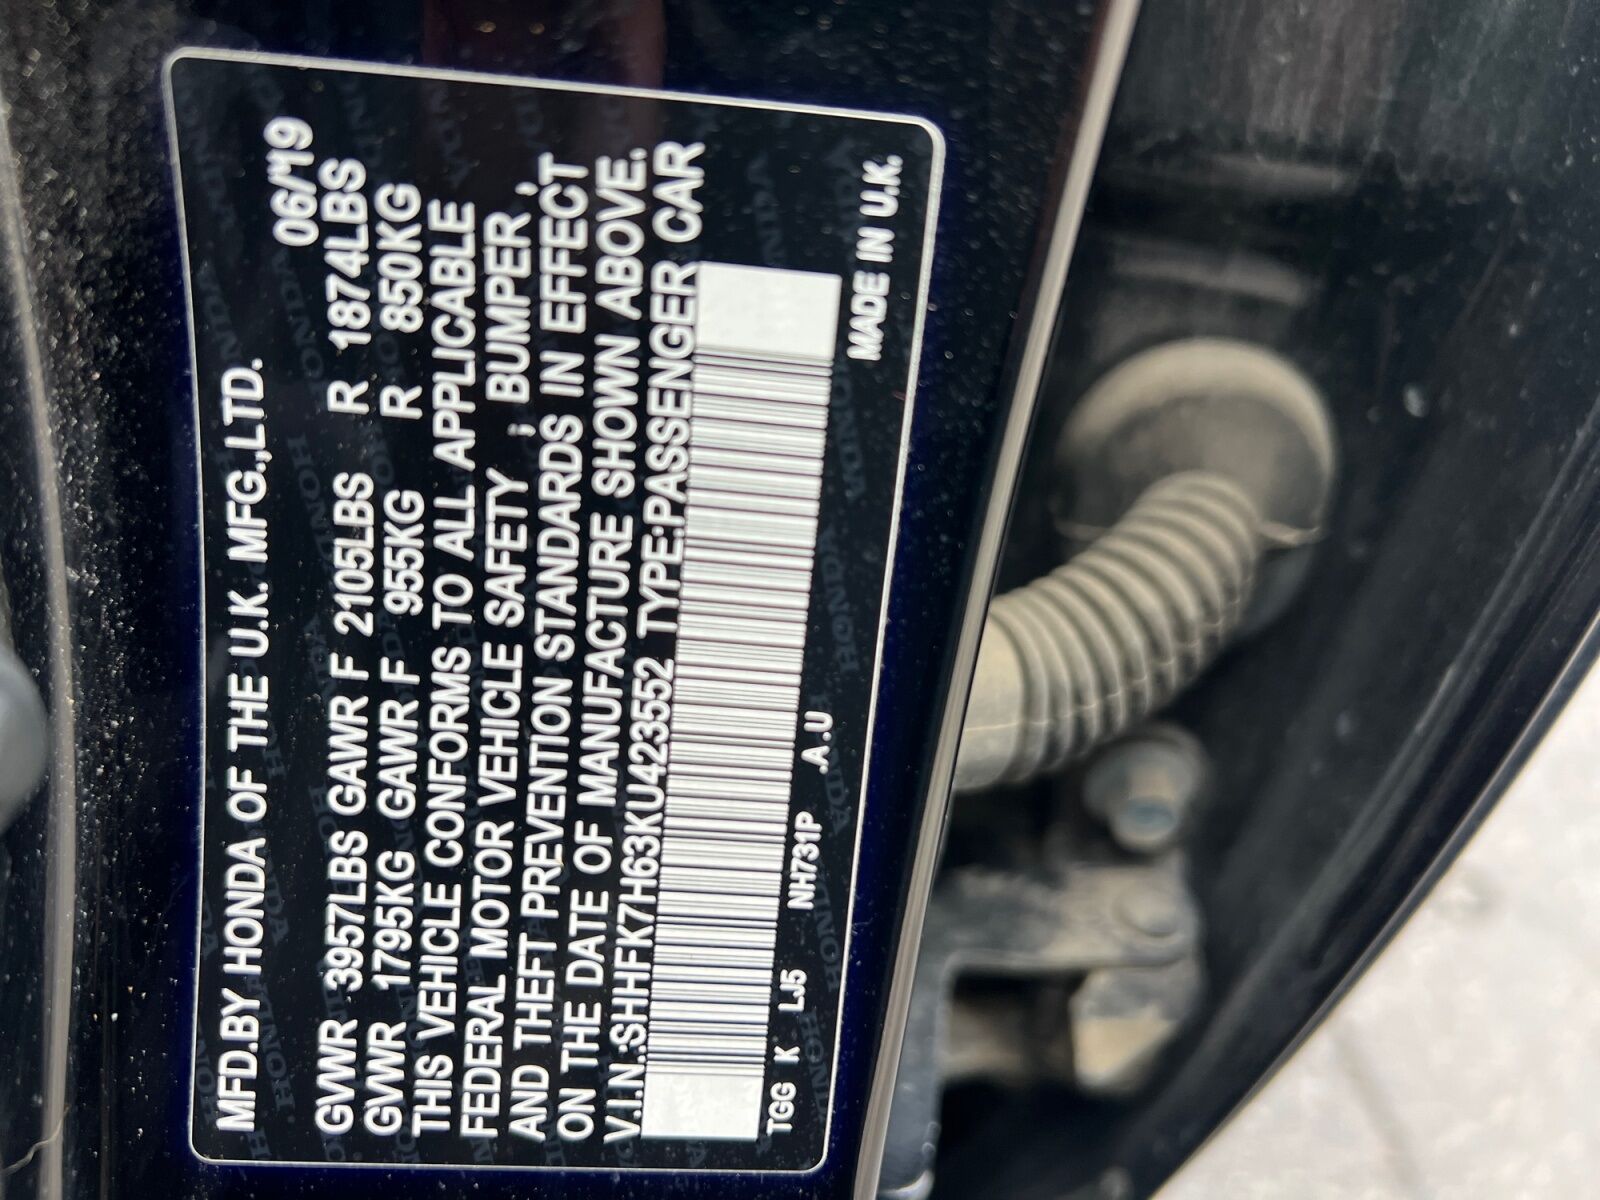 MFD.BY HONDA OF THE U.K. MFG.,LTD. 06/'19
GVWR 3957LBS GAWR F 2105LBS R 1874LBS
GVWR 1795KG GAWR F 955KG R 850KG
THIS VEHICLE CONFORMS TO ALL APPLICABLE
FEDERAL MOTOR VEHICLE SAFETY , BUMPER ,
AND THEFT PREVENTION STANDARDS IN EFFECT
ON THE DATE OF MANUFACTURE SHOWN ABOVE.
V.I.N.:SHHFK7H63KU423552 TYPE:PASSENGER CAR
TGG K LJ5 NH731P .A.U MADE IN U.K.